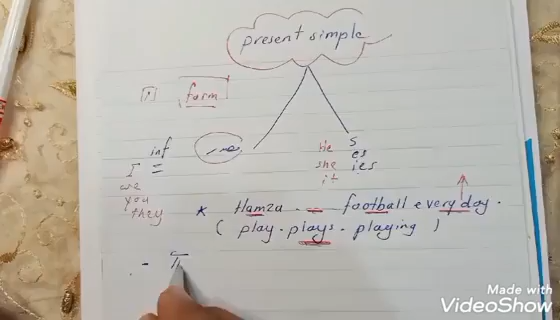 present simple
1 form
inf
I
we
you
they
he
she
it
s
es
ies
* Hamza - football every day.
( play - plays - playing )
-
Made with
VideoShow